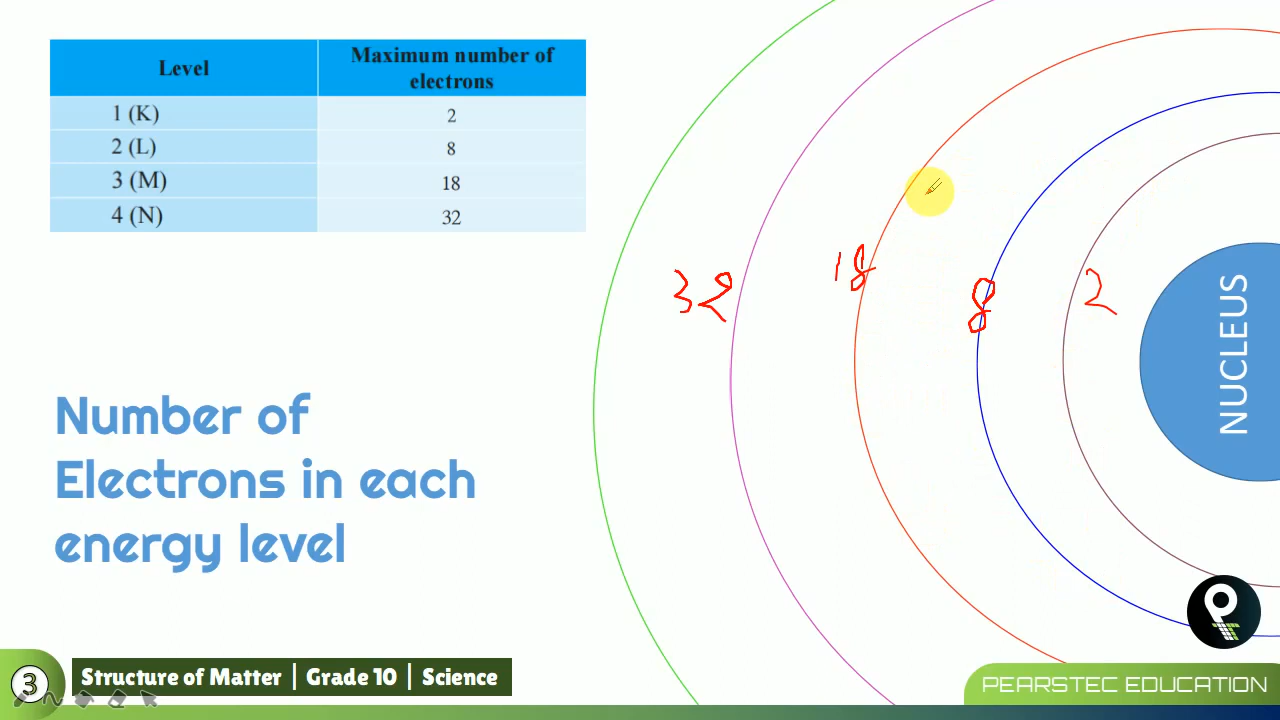 Level Maximum number of electrons
1 (K) 2
2 (L) 8
3 (M) 18
4 (N) 32
32 18 8 2
NUCLEUS
Number of
Electrons in each
energy level
3 Structure of Matter | Grade 10 | Science
PEARSTEC EDUCATION